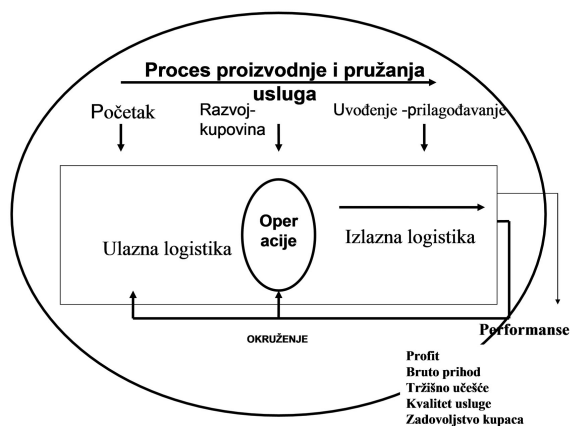 Proces proizvodnje i pružanja
usluga
Početak
Razvoj-
kupovina
Uvođenje -prilagođavanje
Ulazna logistika
Oper
acije
Izlazna logistika
OKRUŽENJE
Performanse
Profit
Bruto prihod
Tržišno učešće
Kvalitet usluge
Zadovoljstvo kupaca